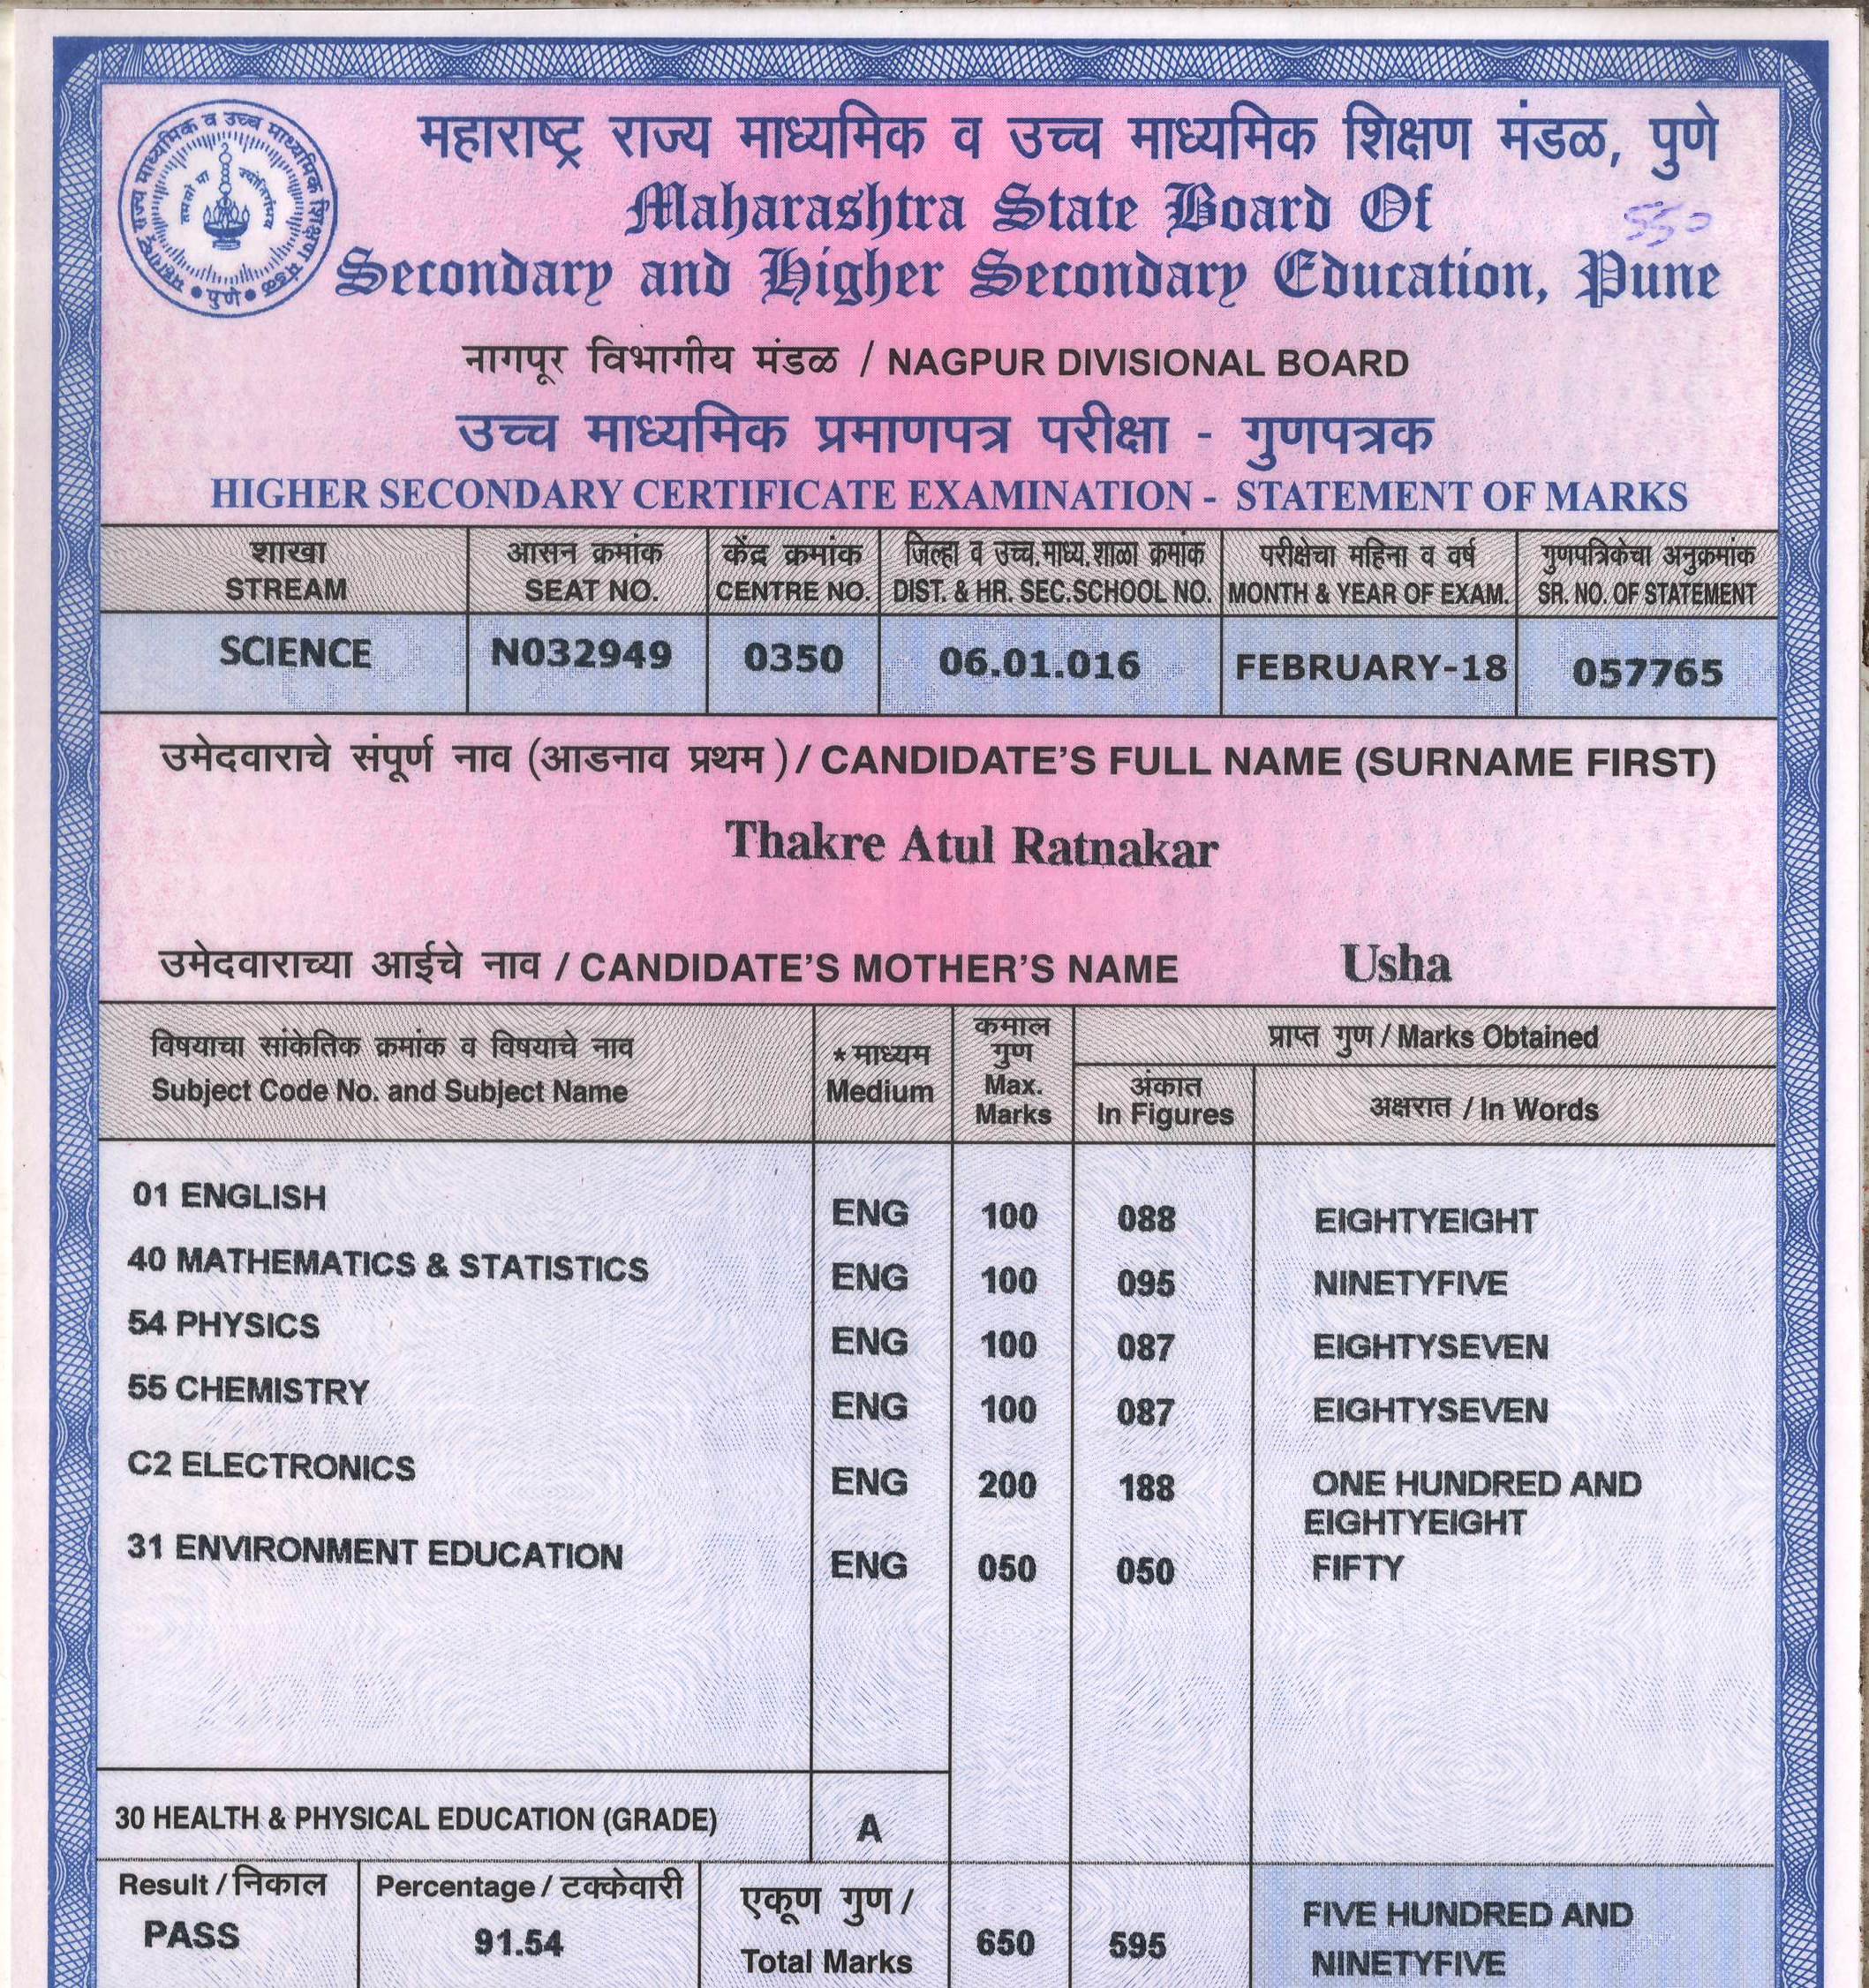 महाराष्ट्र राज्य माध्यमिक व उच्च माध्यमिक शिक्षण मंडळ, पुणे
Maharashtra State Board Of
550
Secondary and Higher Secondary Education, Pune
महाराष्ट्र राज्य माध्यमिक व उच्च माध्यमिक शिक्षण मंडळ
• पुणे •
तमसो मा ज्योतिर्गमय
नागपूर विभागीय मंडळ / NAGPUR DIVISIONAL BOARD
उच्च माध्यमिक प्रमाणपत्र परीक्षा - गुणपत्रक
HIGHER SECONDARY CERTIFICATE EXAMINATION - STATEMENT OF MARKS
शाखा आसन क्रमांक केंद्र क्रमांक जिल्हा व उच्च.माध्य.शाळा क्रमांक परीक्षेचा महिना व वर्ष गुणपत्रिकेचा अनुक्रमांक
STREAM SEAT NO. CENTRE NO. DIST. & HR. SEC.SCHOOL NO. MONTH & YEAR OF EXAM. SR. NO. OF STATEMENT
SCIENCE N032949 0350 06.01.016 FEBRUARY-18 057765
उमेदवाराचे संपूर्ण नाव (आडनाव प्रथम )/ CANDIDATE'S FULL NAME (SURNAME FIRST)
Thakre Atul Ratnakar
उमेदवाराच्या आईचे नाव / CANDIDATE'S MOTHER'S NAME Usha
विषयाचा सांकेतिक क्रमांक व विषयाचे नाव
Subject Code No. and Subject Name
* माध्यम
Medium
कमाल
गुण
Max.
Marks
प्राप्त गुण / Marks Obtained
अंकात
In Figures
अक्षरात / In Words
01 ENGLISH ENG 100 088 EIGHTYEIGHT
40 MATHEMATICS & STATISTICS ENG 100 095 NINETYFIVE
54 PHYSICS ENG 100 087 EIGHTYSEVEN
55 CHEMISTRY ENG 100 087 EIGHTYSEVEN
C2 ELECTRONICS ENG 200 188 ONE HUNDRED AND
EIGHTYEIGHT
31 ENVIRONMENT EDUCATION ENG 050 050 FIFTY
30 HEALTH & PHYSICAL EDUCATION (GRADE) A
Result / निकाल
PASS
Percentage / टक्केवारी
91.54
एकूण गुण /
Total Marks
650 595
FIVE HUNDRED AND
NINETYFIVE